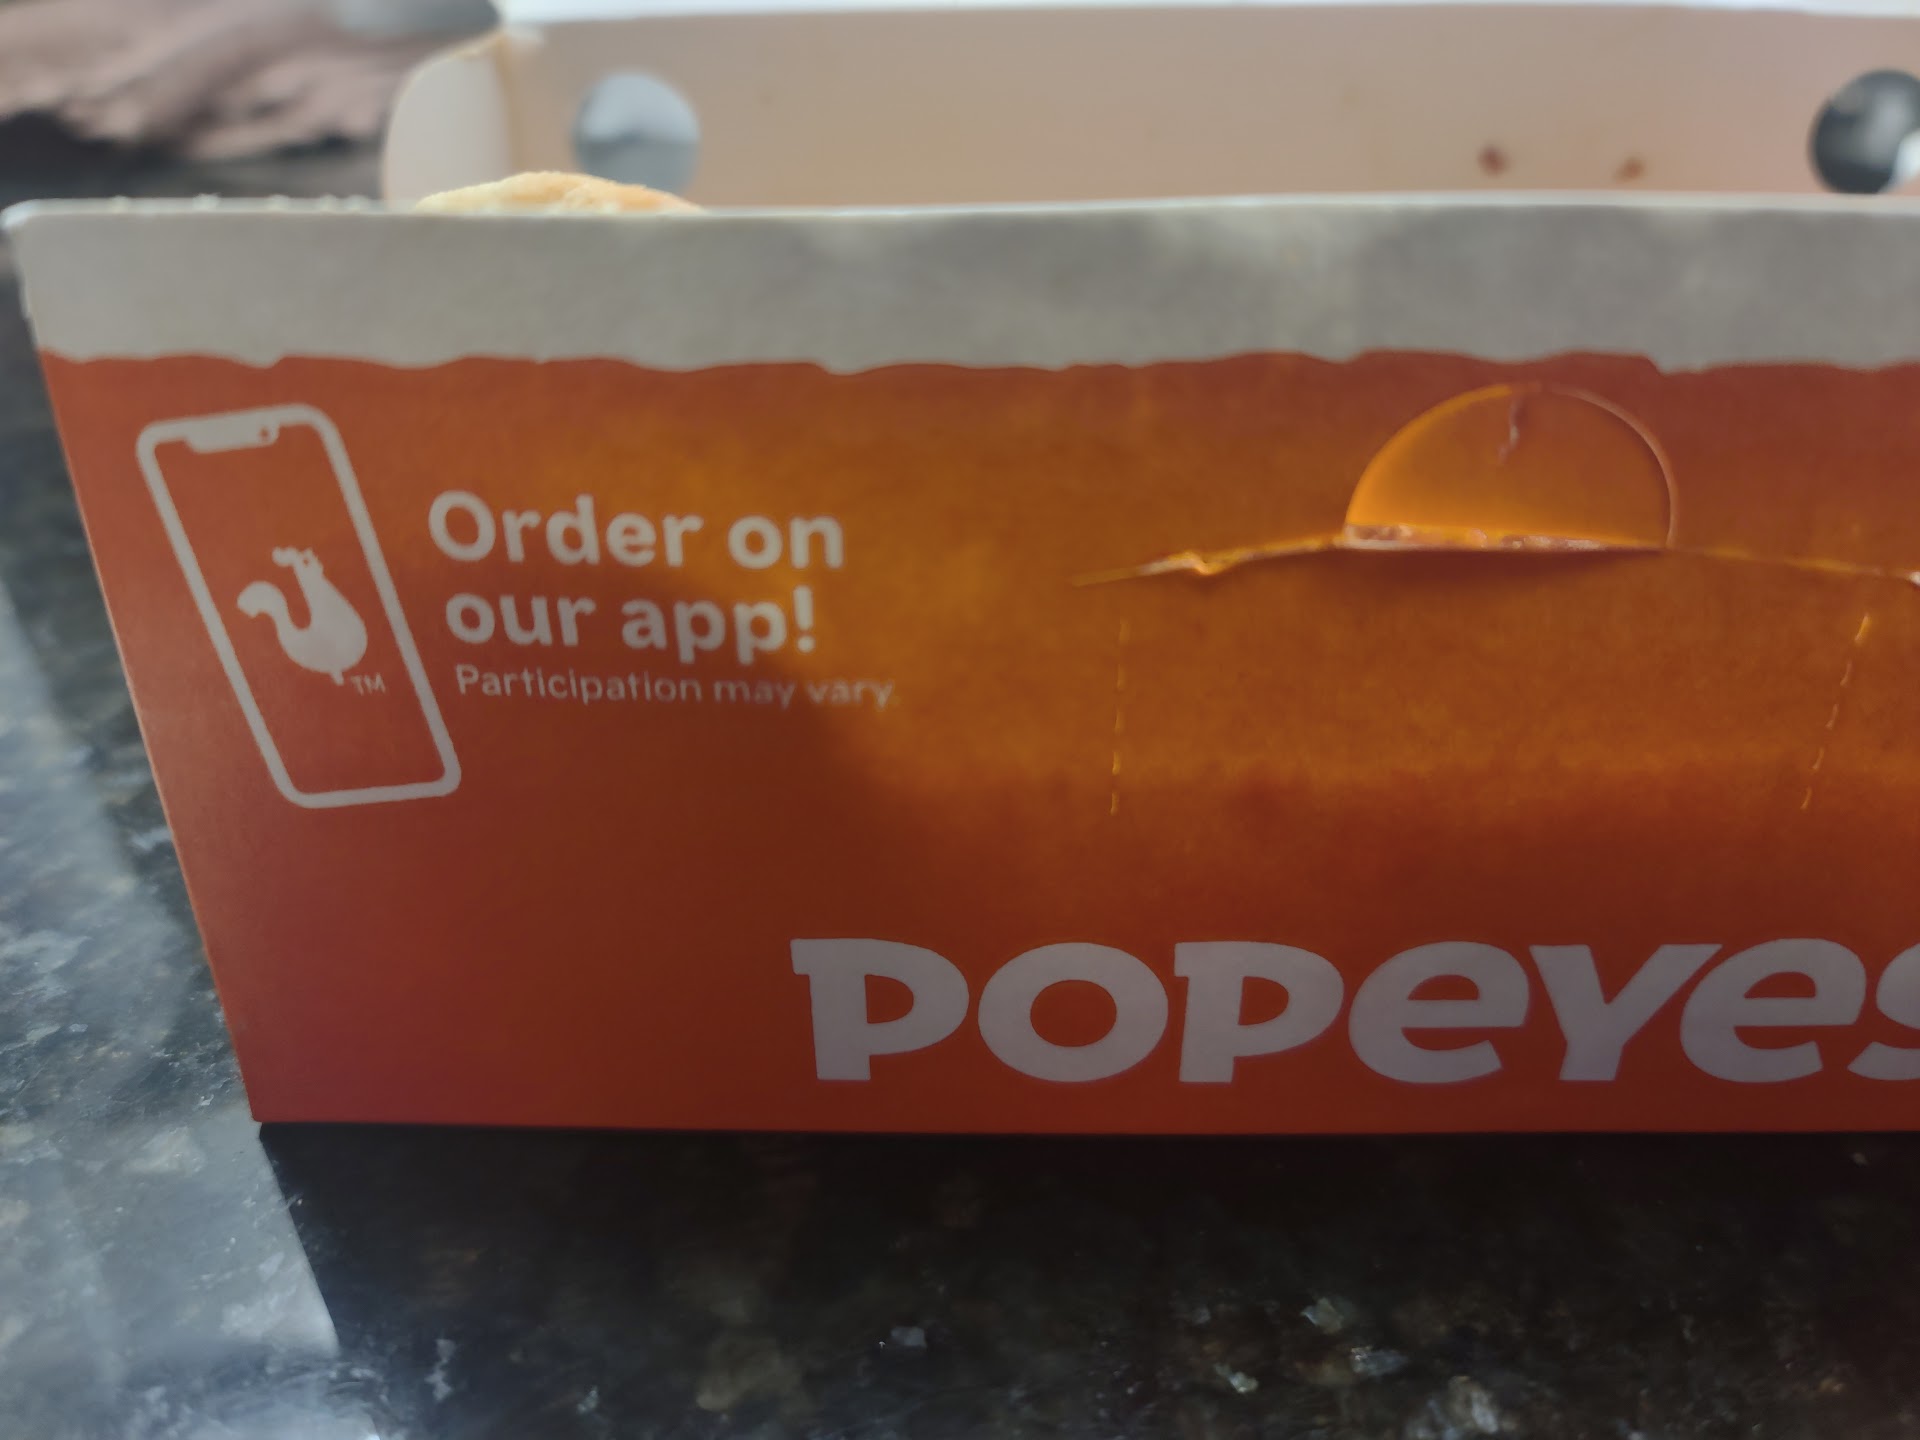 Order on
our app!
Participation may vary.
TM
POPEYES